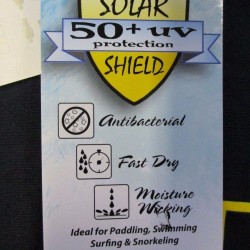 SOLAR
50+ uv
protection
SHIELD
Antibacterial
Fast Dry
Moisture
Wicking
Ideal for Paddling, Swimming
Surfing & Snorkeling